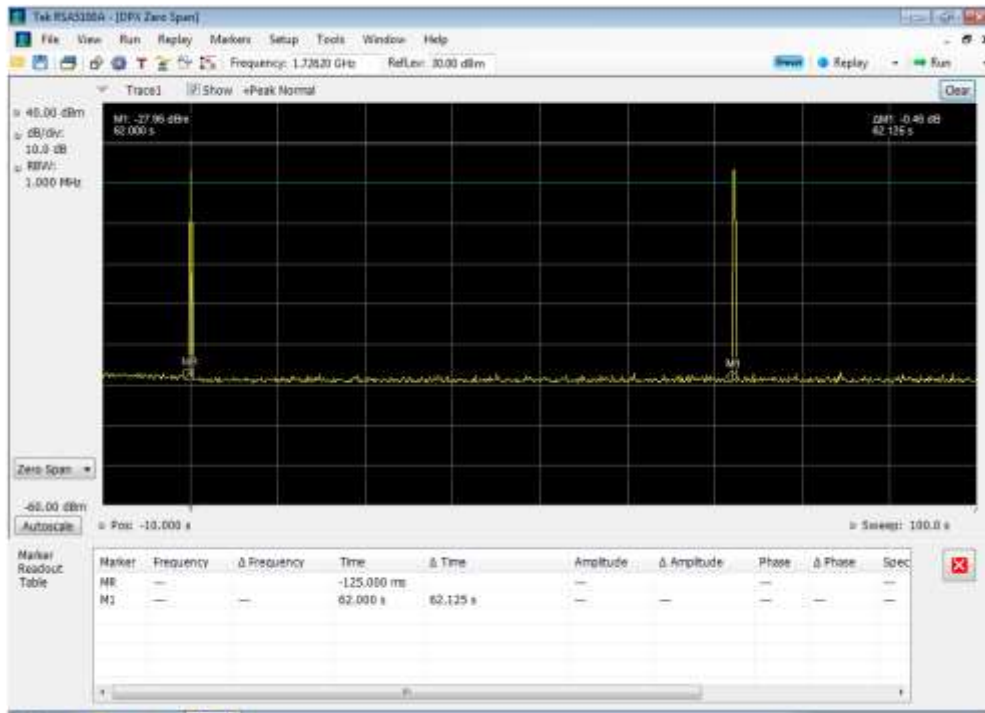 Tek RSA5100A - [DPX Zero Span]
File View Run Replay Markers Setup Tools Window Help
T Frequency: 1.72620 GHz RefLev: 30.00 dBm Preset Replay Run
Trace1 Show +Peak Normal Clear
40.00 dBm
dB/div:
10.0 dB
RBW:
1.000 MHz
M1: -27.96 dBm
62.000 s
ΔM1: -0.46 dB
62.125 s
MR
M1
Zero Span
-60.00 dBm
Autoscale Pos: -10.000 s Sweep: 100.0 s
Marker
Readout
Table
Marker Frequency Δ Frequency Time Δ Time Amplitude Δ Amplitude Phase Δ Phase Spec
MR --- -125.000 ms --- --- ---
M1 --- --- 62.000 s 62.125 s --- --- --- --- ---